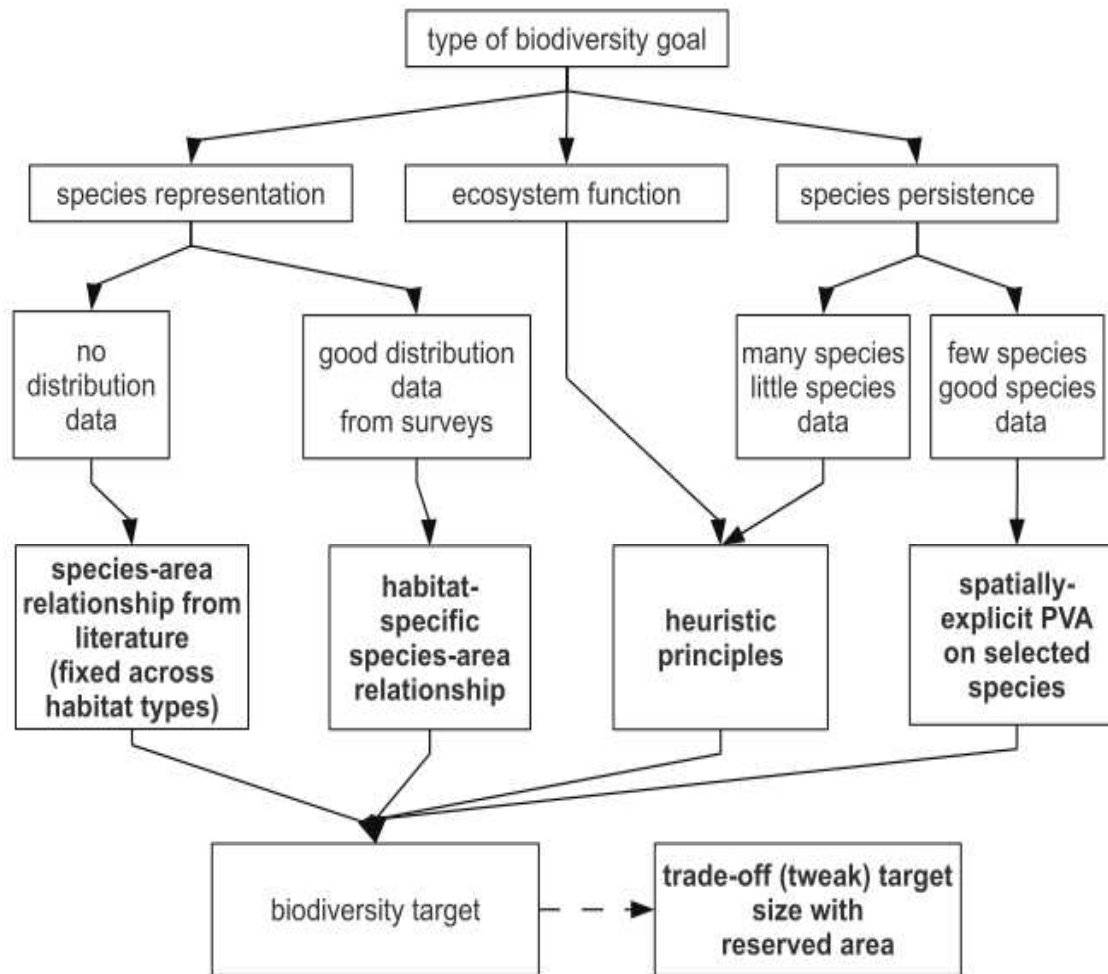 type of biodiversity goal
species representation
ecosystem function
species persistence
no
distribution
data
good distribution
data
from surveys
many species
little species
data
few species
good species
data
species-area
relationship from
literature
(fixed across
habitat types)
habitat-
specific
species-area
relationship
heuristic
principles
spatially-
explicit PVA
on selected
species
biodiversity target
trade-off (tweak) target
size with
reserved area